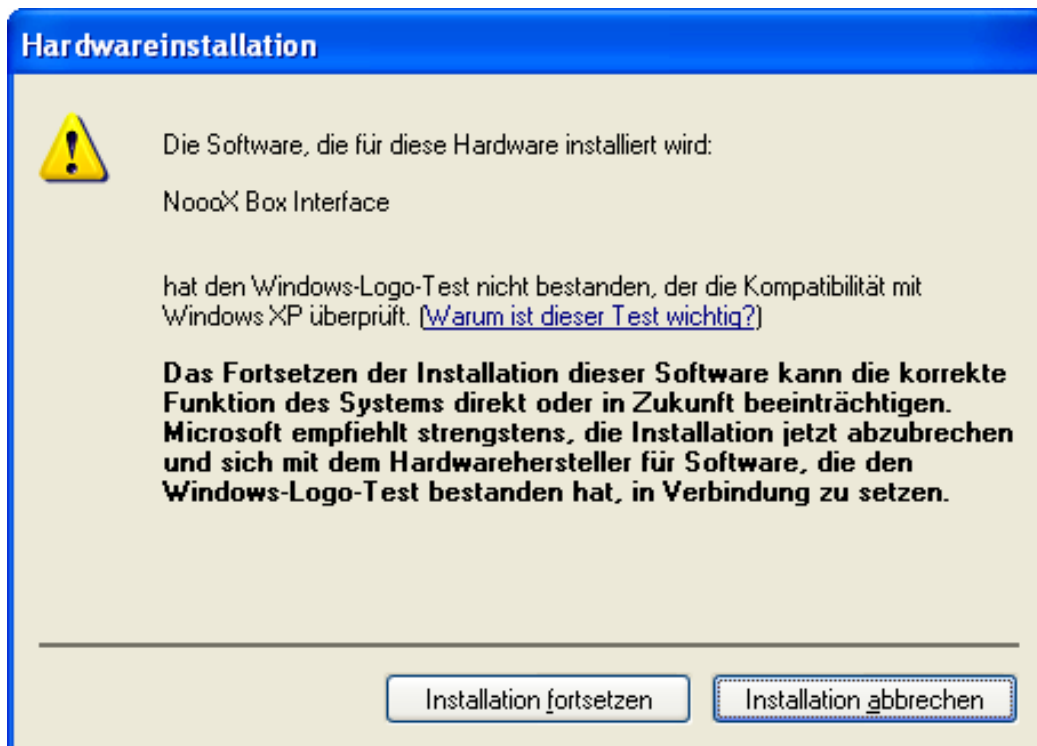 Hardwareinstallation
Die Software, die für diese Hardware installiert wird:
NoooX Box Interface
hat den Windows-Logo-Test nicht bestanden, der die Kompatibilität mit
Windows XP überprüft. (Warum ist dieser Test wichtig?)
Das Fortsetzen der Installation dieser Software kann die korrekte
Funktion des Systems direkt oder in Zukunft beeinträchtigen.
Microsoft empfiehlt strengstens, die Installation jetzt abzubrechen
und sich mit dem Hardwarehersteller für Software, die den
Windows-Logo-Test bestanden hat, in Verbindung zu setzen.
Installation fortsetzen
Installation abbrechen